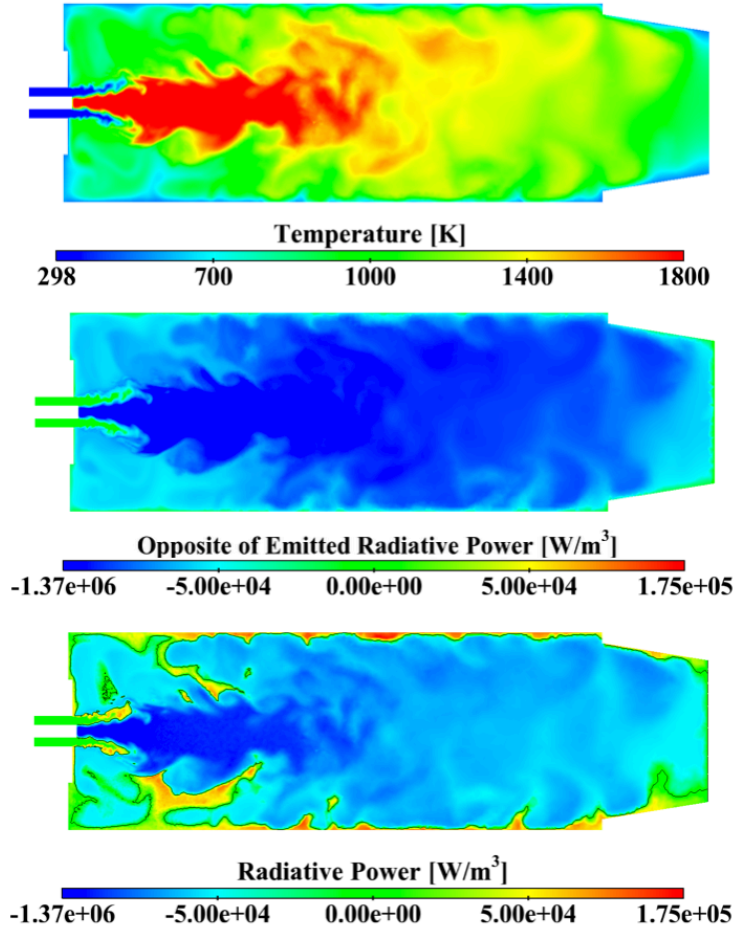 Temperature [K]
298 700 1000 1400 1800
Opposite of Emitted Radiative Power [W/m³]
-1.37e+06 -5.00e+04 0.00e+00 5.00e+04 1.75e+05
Radiative Power [W/m³]
-1.37e+06 -5.00e+04 0.00e+00 5.00e+04 1.75e+05